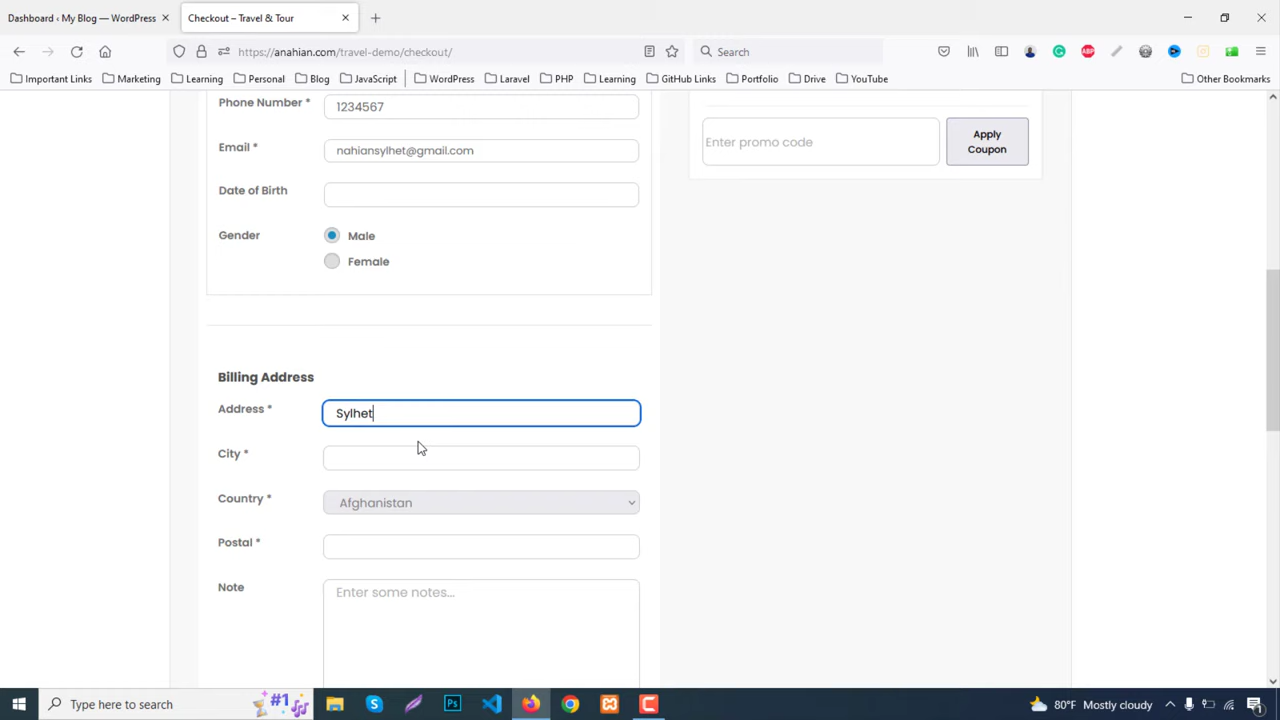 Dashboard ‹ My Blog — WordPress
Checkout – Travel & Tour
https://anahian.com/travel-demo/checkout/
Search
Important Links
Marketing
Learning
Personal
Blog
JavaScript
WordPress
Laravel
PHP
Learning
GitHub Links
Portfolio
Drive
YouTube
Other Bookmarks
Phone Number *
1234567
Email *
nahiansylhet@gmail.com
Date of Birth
Gender
Male
Female
Enter promo code
Apply
Coupon
Billing Address
Address *
Sylhet
City *
Country *
Afghanistan
Postal *
Note
Enter some notes...
Type here to search
#1
80°F Mostly cloudy